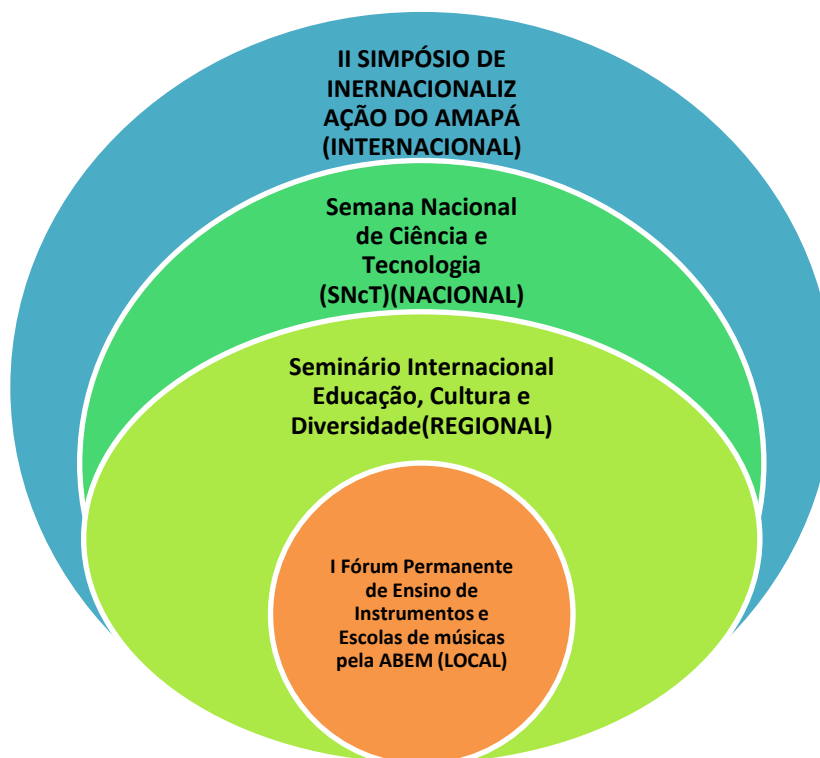 II SIMPÓSIO DE
INERNACIONALIZ
AÇÃO DO AMAPÁ
(INTERNACIONAL)
Semana Nacional
de Ciência e
Tecnologia
(SNcT)(NACIONAL)
Seminário Internacional
Educação, Cultura e
Diversidade(REGIONAL)
I Fórum Permanente
de Ensino de
Instrumentos e
Escolas de músicas
pela ABEM (LOCAL)